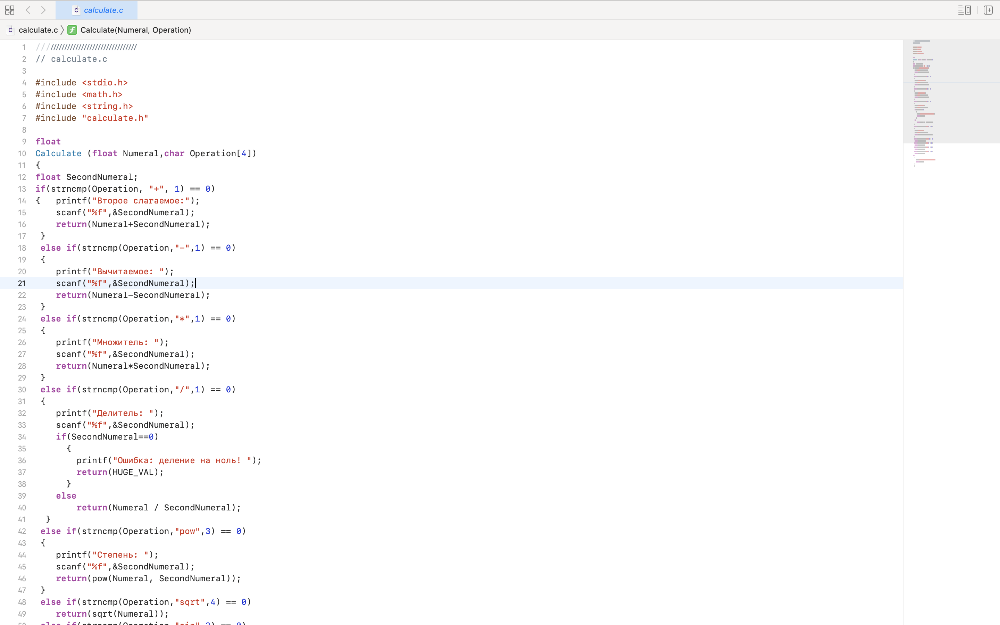 calculate.c
calculate.c Calculate(Numeral, Operation)
1 ///////////////////////////////
2 // calculate.c
3
4 #include <stdio.h>
5 #include <math.h>
6 #include <string.h>
7 #include "calculate.h"
8
9 float
10 Calculate (float Numeral,char Operation[4])
11 {
12 float SecondNumeral;
13 if(strncmp(Operation, "+", 1) == 0)
14 {   printf("Второе слагаемое:");
15     scanf("%f",&SecondNumeral);
16     return(Numeral+SecondNumeral);
17  }
18  else if(strncmp(Operation,"-",1) == 0)
19  {
20     printf("Вычитаемое: ");
21     scanf("%f",&SecondNumeral);
22     return(Numeral-SecondNumeral);
23  }
24  else if(strncmp(Operation,"*",1) == 0)
25  {
26     printf("Множитель: ");
27     scanf("%f",&SecondNumeral);
28     return(Numeral*SecondNumeral);
29  }
30  else if(strncmp(Operation,"/",1) == 0)
31  {
32     printf("Делитель: ");
33     scanf("%f",&SecondNumeral);
34     if(SecondNumeral==0)
35       {
36         printf("Ошибка: деление на ноль! ");
37         return(HUGE_VAL);
38       }
39     else
40         return(Numeral / SecondNumeral);
41   }
42  else if(strncmp(Operation,"pow",3) == 0)
43  {
44     printf("Степень: ");
45     scanf("%f",&SecondNumeral);
46     return(pow(Numeral, SecondNumeral));
47  }
48  else if(strncmp(Operation,"sqrt",4) == 0)
49     return(sqrt(Numeral));
50  else if(strncmp(Operation,"sin",3) == 0)